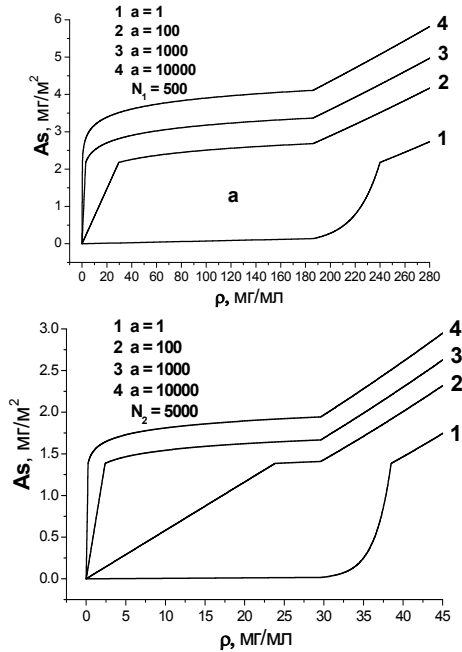 1 a = 1
2 a = 100
3 a = 1000
4 a = 10000
N₁ = 500
As, мг/м²
6
4
2
0
4
3
2
1
a
0 20 40 60 80 100 120 140 160 180 200 220 240 260 280
ρ, мг/мл
1 a = 1
2 a = 100
3 a = 1000
4 a = 10000
N₂ = 5000
As, мг/м²
3.0
2.5
2.0
1.5
1.0
0.5
0.0
4
3
2
1
0 5 10 15 20 25 30 35 40 45
ρ, мг/мл